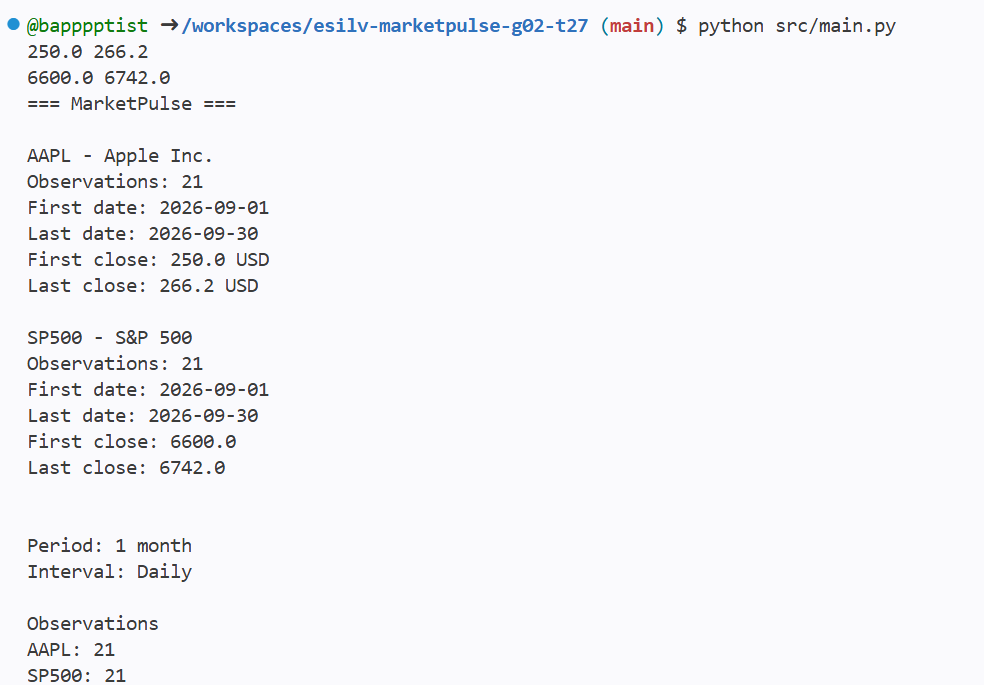 @bapppptist ➜/workspaces/esilv-marketpulse-g02-t27 (main) $ python src/main.py
250.0 266.2
6600.0 6742.0
=== MarketPulse ===
AAPL - Apple Inc.
Observations: 21
First date: 2026-09-01
Last date: 2026-09-30
First close: 250.0 USD
Last close: 266.2 USD
SP500 - S&P 500
Observations: 21
First date: 2026-09-01
Last date: 2026-09-30
First close: 6600.0
Last close: 6742.0
Period: 1 month
Interval: Daily
Observations
AAPL: 21
SP500: 21